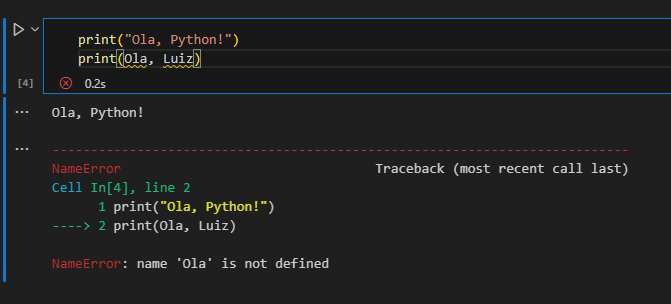 print("Ola, Python!")
print(Ola, Luiz)
[4]
0.2s
... Ola, Python!
...
---------------------------------------------------------------------------
NameError                                 Traceback (most recent call last)
Cell In[4], line 2
      1 print("Ola, Python!")
----> 2 print(Ola, Luiz)
NameError: name 'Ola' is not defined